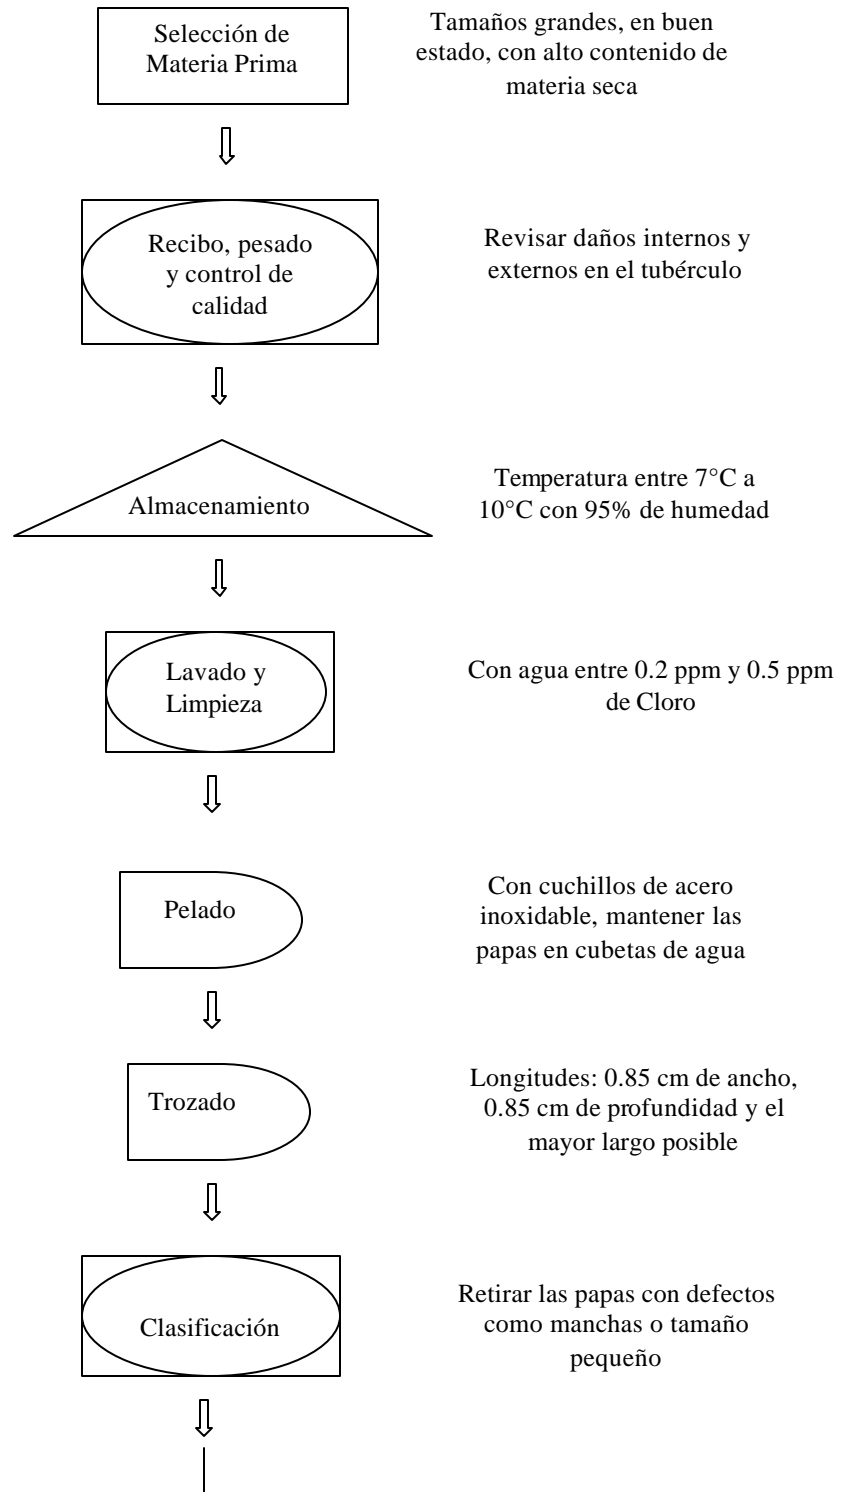 Selección de
Materia Prima
Tamaños grandes, en buen
estado, con alto contenido de
materia seca
Recibo, pesado
y control de
calidad
Revisar daños internos y
externos en el tubérculo
Almacenamiento
Temperatura entre 7°C a
10°C con 95% de humedad
Lavado y
Limpieza
Con agua entre 0.2 ppm y 0.5 ppm
de Cloro
Pelado
Con cuchillos de acero
inoxidable, mantener las
papas en cubetas de agua
Trozado
Longitudes: 0.85 cm de ancho,
0.85 cm de profundidad y el
mayor largo posible
Clasificación
Retirar las papas con defectos
como manchas o tamaño
pequeño